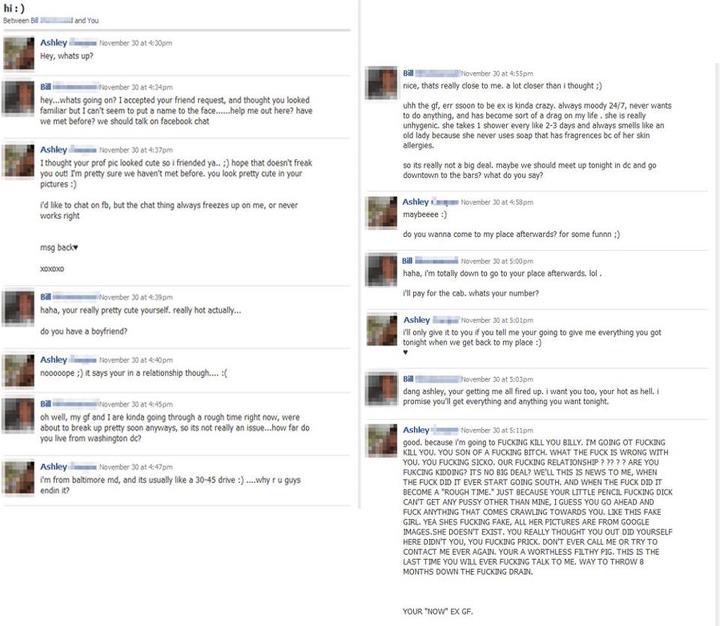 hi : )
Between Bill and You
Ashley November 30 at 4:30pm
Hey, whats up?
Bill November 30 at 4:34pm
hey...whats going on? I accepted your friend request, and thought you looked
familiar but I can't seem to put a name to the face......help me out here? have
we met before? we should talk on facebook chat
Ashley November 30 at 4:37pm
I thought your prof pic looked cute so i friended ya.. ;) hope that doesn't freak
you out! I'm pretty sure we haven't met before. you look pretty cute in your
pictures :)
i'd like to chat on fb, but the chat thing always freezes up on me, or never
works right
msg back♥
xoxoxo
Bill November 30 at 4:39pm
haha, your really pretty cute yourself. really hot actually...
do you have a boyfriend?
Ashley November 30 at 4:40pm
nooooope ;) it says your in a relationship though.... :(
Bill November 30 at 4:45pm
oh well, my gf and I are kinda going through a rough time right now, were
about to break up pretty soon anyways, so its not really an issue...how far do
you live from washington dc?
Ashley November 30 at 4:47pm
i'm from baltimore md, and its usually like a 30-45 drive :) ....why r u guys
endin it?
Bill November 30 at 4:55pm
nice, thats really close to me. a lot closer than i thought ;)
uhh the gf, err ssoon to be ex is kinda crazy. always moody 24/7, never wants
to do anything, and has become sort of a drag on my life . she is really
unhygenic. she takes 1 shower every like 2-3 days and always smells like an
old lady because she never uses soap that has fragrences bc of her skin
allergies.
so its really not a big deal. maybe we should meet up tonight in dc and go
downtown to the bars? what do you say?
Ashley November 30 at 4:58pm
maybeeee :)
do you wanna come to my place afterwards? for some funnn ;)
Bill November 30 at 5:00pm
haha, i'm totally down to go to your place afterwards. lol .
i'll pay for the cab. whats your number?
Ashley November 30 at 5:01pm
i'll only give it to you if you tell me your going to give me everything you got
tonight when we get back to my place :)
♥
Bill November 30 at 5:03pm
dang ashley, your getting me all fired up. i want you too, your hot as hell. i
promise you'll get everything and anything you want tonight.
Ashley November 30 at 5:11pm
good. because i'm going to FUCKING KILL YOU BILLY. I'M GOING OT FUCKING
KILL YOU. YOU SON OF A FUCKING BITCH. WHAT THE FUCK IS WRONG WITH
YOU. YOU FUCKING SICKO. OUR FUCKING RELATIONSHIP ? ?? ? ? ARE YOU
FUKCING KIDDING? IT'S NO BIG DEAL? WE'LL THIS IS NEWS TO ME, WHEN
THE FUCK DID IT EVER START GOING SOUTH. AND WHEN THE FUCK DID IT
BECOME A "ROUGH TIME." JUST BECAUSE YOUR LITTLE PENCIL FUCKING DICK
CAN'T GET ANY PUSSY OTHER THAN MINE, I GUESS YOU GO AHEAD AND
FUCK ANYTHING THAT COMES CRAWLING TOWARDS YOU. LIKE THIS FAKE
GIRL. YEA SHES FUCKING FAKE, ALL HER PICTURES ARE FROM GOOGLE
IMAGES.SHE DOESN'T EXIST. YOU REALLY THOUGHT YOU OUT DID YOURSELF
HERE DIDN'T YOU, YOU FUCKING PRICK. DON'T EVER CALL ME OR TRY TO
CONTACT ME EVER AGAIN. YOUR A WORTHLESS FILTHY PIG. THIS IS THE
LAST TIME YOU WILL EVER FUCKING TALK TO ME. WAY TO THROW 8
MONTHS DOWN THE FUCKING DRAIN.
YOUR "NOW" EX GF.